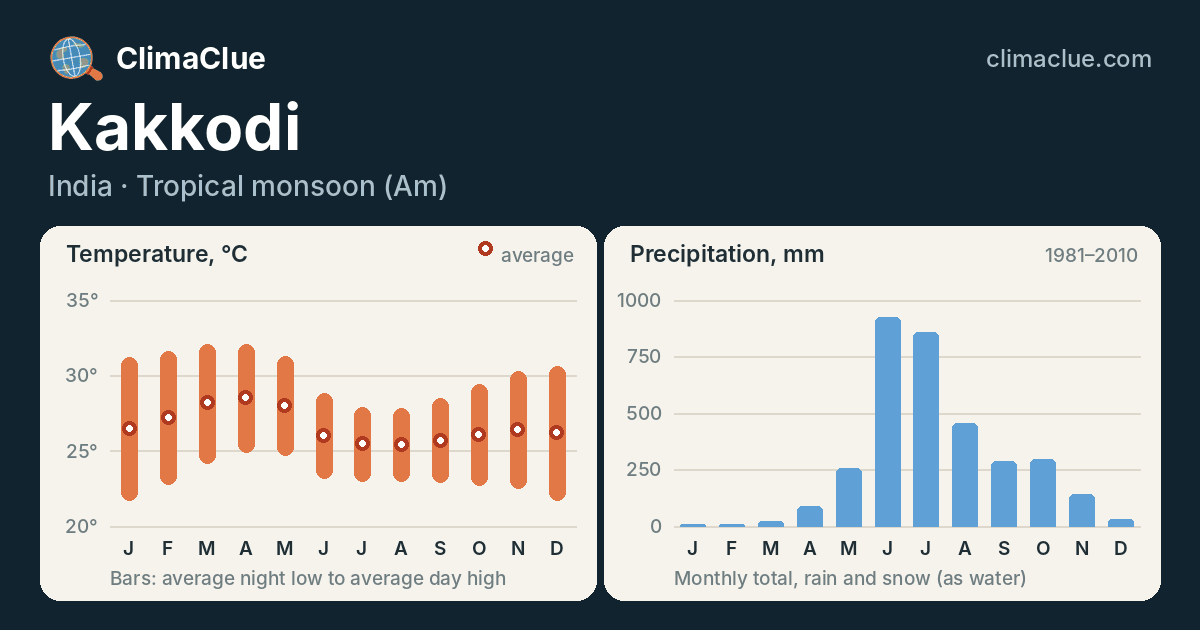 ClimaClue
climaclue.com
Kakkodi
India · Tropical monsoon (Am)
Temperature, °C
average
35°
30°
25°
20°
J F M A M J J A S O N D
Bars: average night low to average day high
Precipitation, mm
1981–2010
1000
750
500
250
0
J F M A M J J A S O N D
Monthly total, rain and snow (as water)